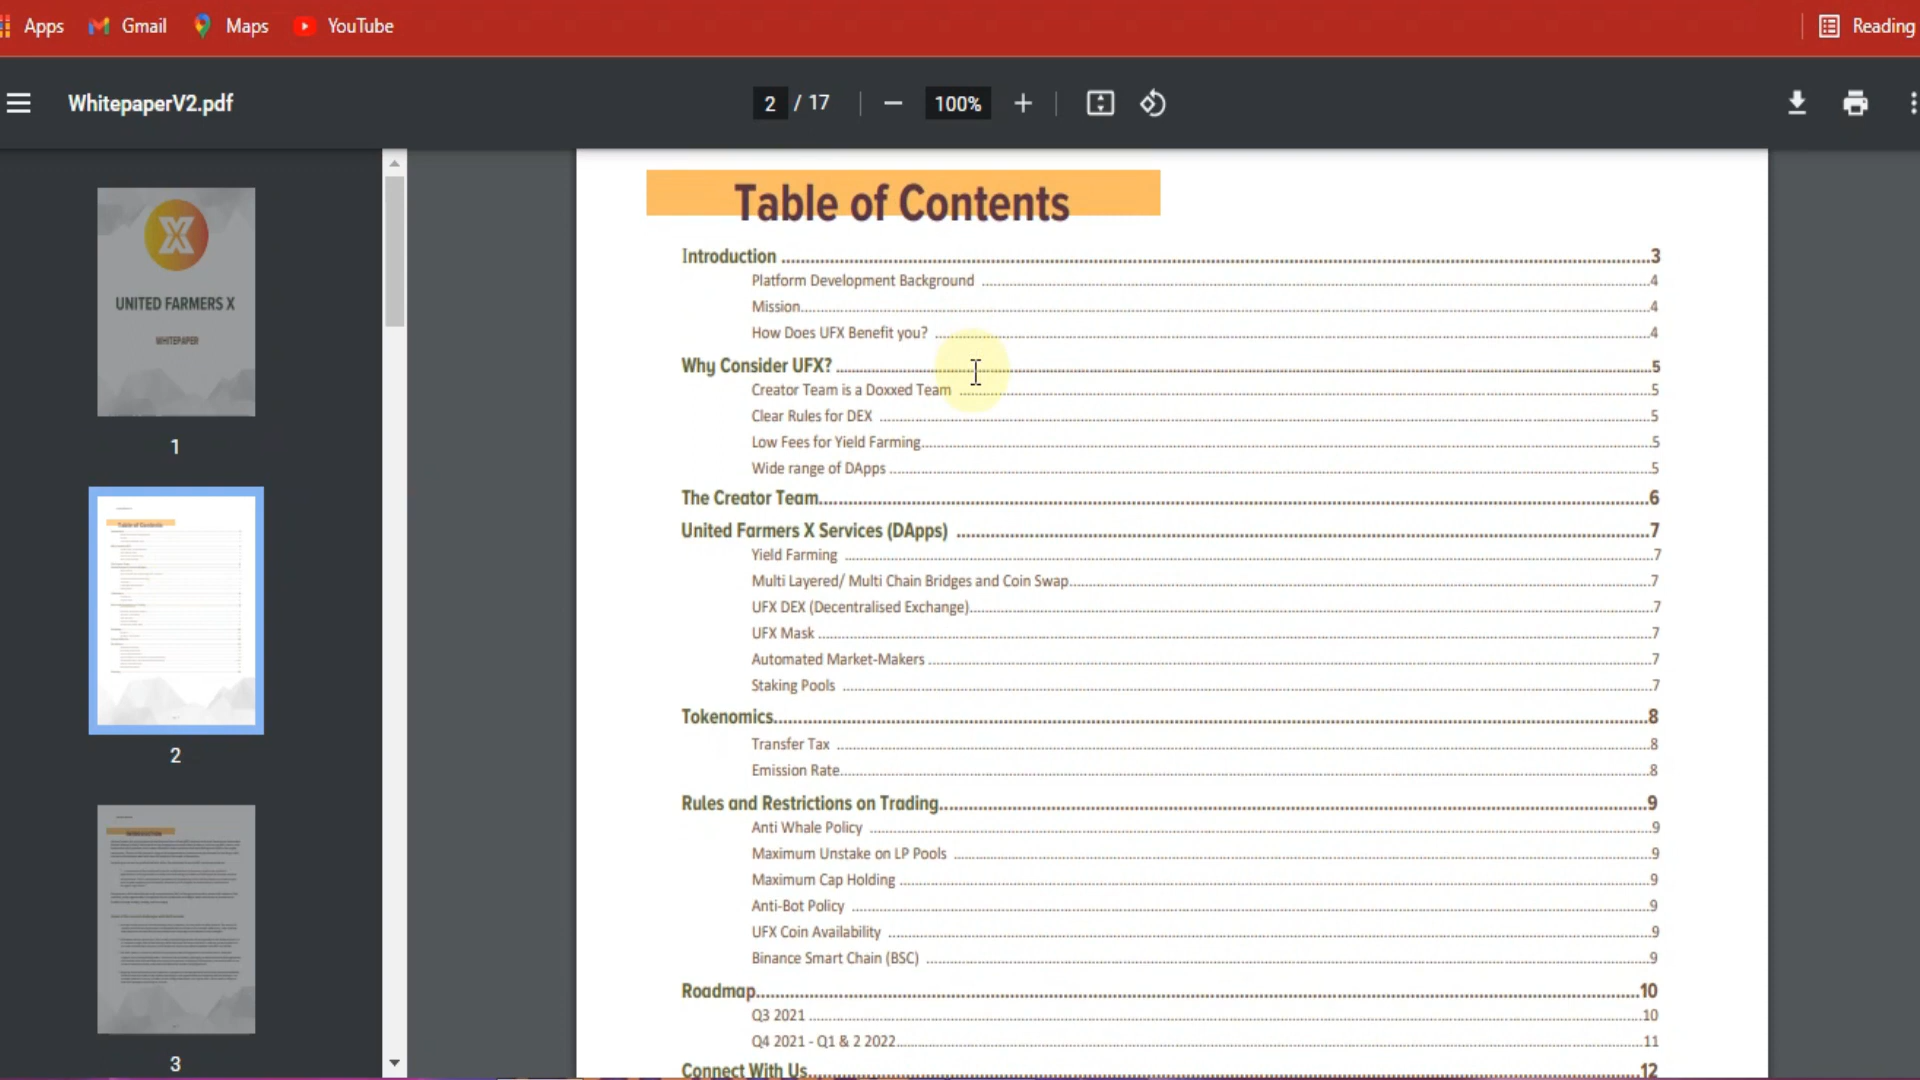 Apps Gmail Maps YouTube Reading
WhitepaperV2.pdf 2 / 17 100%
UNITED FARMERS X
WHITEPAPER
1
2
3
Table of Contents
Introduction 3
Platform Development Background 4
Mission 4
How Does UFX Benefit you? 4
Why Consider UFX? 5
Creator Team is a Doxxed Team 5
Clear Rules for DEX 5
Low Fees for Yield Farming 5
Wide range of DApps 5
The Creator Team 6
United Farmers X Services (DApps) 7
Yield Farming 7
Multi Layered/ Multi Chain Bridges and Coin Swap 7
UFX DEX (Decentralised Exchange) 7
UFX Mask 7
Automated Market-Makers 7
Staking Pools 7
Tokenomics 8
Transfer Tax 8
Emission Rate 8
Rules and Restrictions on Trading 9
Anti Whale Policy 9
Maximum Unstake on LP Pools 9
Maximum Cap Holding 9
Anti-Bot Policy 9
UFX Coin Availability 9
Binance Smart Chain (BSC) 9
Roadmap 10
Q3 2021 10
Q4 2021 - Q1 & 2 2022 11
Connect With Us 12